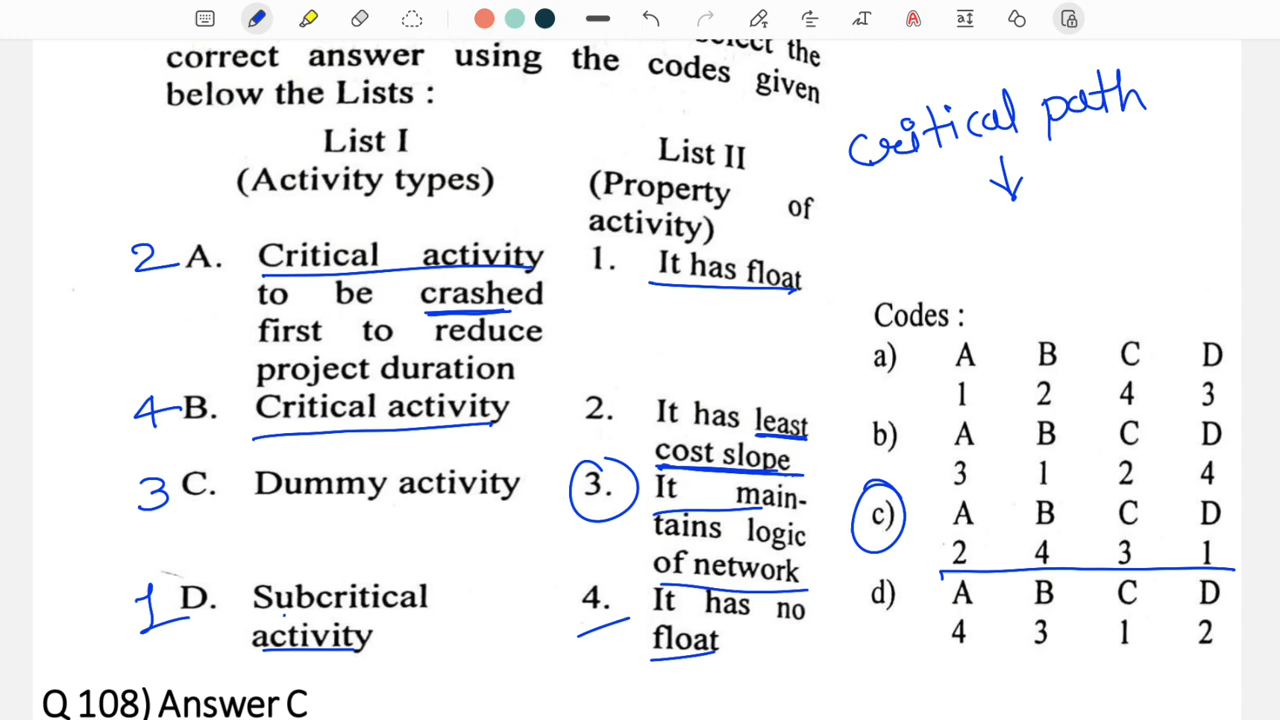 select the
correct answer using the codes given
below the Lists :
critical path
↓
List I
(Activity types)
List II
(Property of
activity)
2 A. Critical activity
to be crashed
first to reduce
project duration
4 B. Critical activity
3 C. Dummy activity
1 D. Subcritical
activity
1. It has float
2. It has least
cost slope
3. It main-
tains logic
of network
4. It has no
float
Codes :
a) A B C D
1 2 4 3
b) A B C D
3 1 2 4
c) A B C D
2 4 3 1
d) A B C D
4 3 1 2
Q 108) Answer C